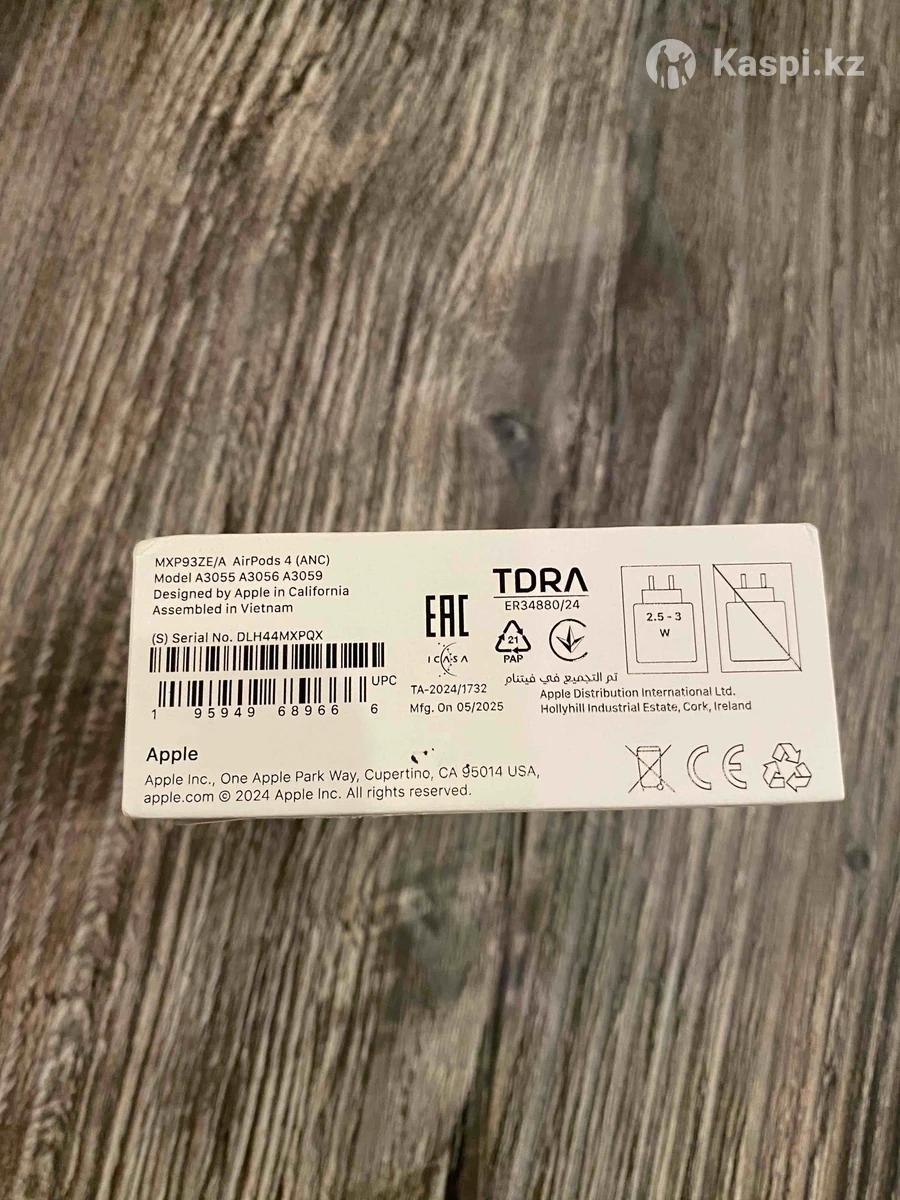 Kaspi.kz
MXP93ZE/A AirPods 4 (ANC)
Model A3055 A3056 A3059
Designed by Apple in California
Assembled in Vietnam
(S) Serial No. DLH44MXPQX
UPC
1 95949 68966 6
EAC
ICASA
TA-2024/1732
Mfg. On 05/2025
TDRA
ER34880/24
21
PAP
2.5 - 3
W
تم التجميع في فيتنام
Apple Distribution International Ltd.
Hollyhill Industrial Estate, Cork, Ireland
Apple
Apple Inc., One Apple Park Way, Cupertino, CA 95014 USA,
apple.com © 2024 Apple Inc. All rights reserved.
CE